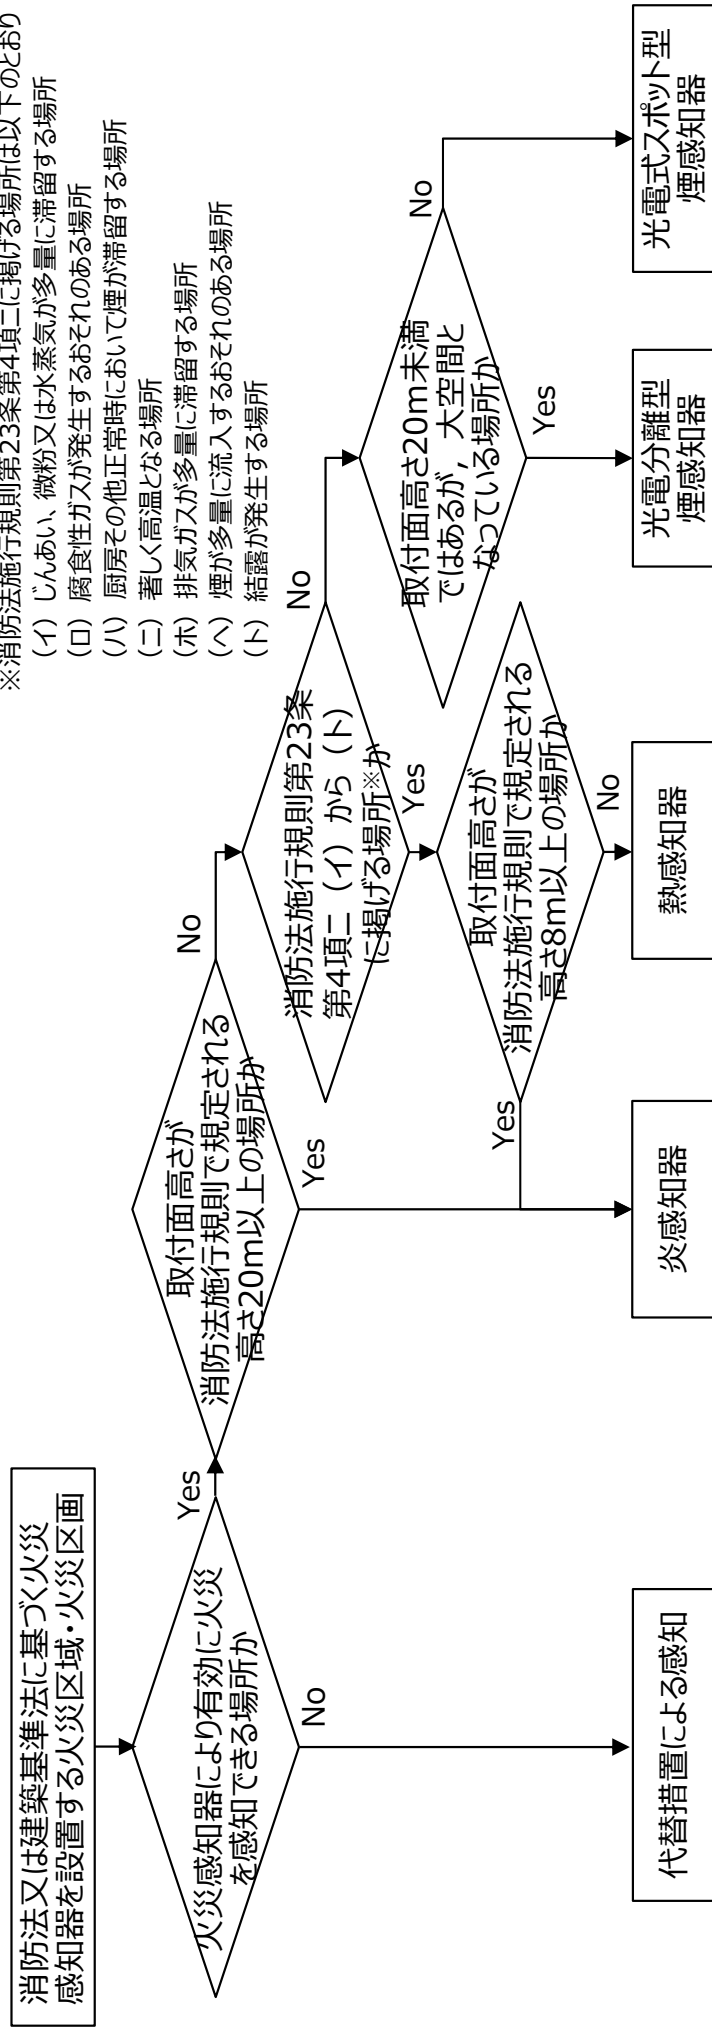 消防法又は建築基準法に基づく火災
感知器を設置する火災区域・火災区画
火災感知器により有効に火災
を感知できる場所か
Yes
No
取付面高さが
消防法施行規則で規定される
高さ20m以上の場所か
No
Yes
消防法施行規則第23条
第4項ニ（イ）から（ト）
に掲げる場所※か
No
Yes
取付面高さが
消防法施行規則で規定される
高さ8m以上の場所か
Yes
No
取付面高さ20m未満
ではあるが，大空間と
なっている場所か
No
Yes
※消防法施行規則第23条第4項ニに掲げる場所は以下のとおり
（イ）じんあい、微粉又は水蒸気が多量に滞留する場所
（ロ）腐食性ガスが発生するおそれのある場所
（ハ）厨房その他正常時において煙が滞留する場所
（ニ）著しく高温となる場所
（ホ）排気ガスが多量に滞留する場所
（ヘ）煙が多量に流入するおそれのある場所
（ト）結露が発生する場所
代替措置による感知
炎感知器
熱感知器
光電分離型
煙感知器
光電式スポット型
煙感知器